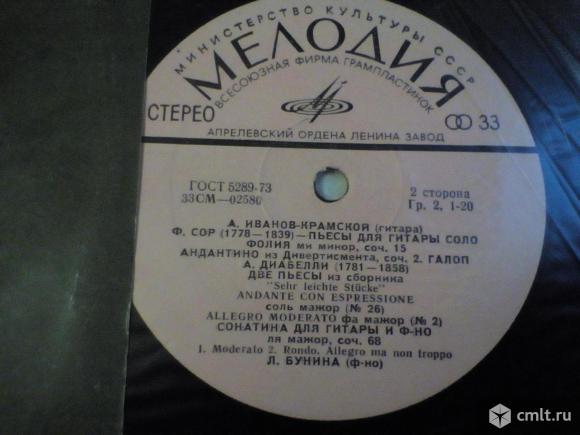 МИНИСТЕРСТВО КУЛЬТУРЫ СССР
МЕЛОДИЯ
ВСЕСОЮЗНАЯ ФИРМА ГРАМПЛАСТИНОК
СТЕРЕО
33
АПРЕЛЕВСКИЙ ОРДЕНА ЛЕНИНА ЗАВОД
ГОСТ 5289-73
33СМ—02580
2 сторона
Гр. 2, 1-20
А. ИВАНОВ-КРАМСКОЙ (гитара)
Ф. СОР (1778—1839)—ПЬЕСЫ ДЛЯ ГИТАРЫ СОЛО
ФОЛИЯ ми минор, соч. 15
АНДАНТИНО из Дивертисмента, соч. 2. ГАЛОП
А. ДИАБЕЛЛИ (1781—1858)
ДВЕ ПЬЕСЫ из сборника
"Sehr leichte Stücke"
ANDANTE CON ESPRESSIONE
соль мажор (№ 26)
ALLEGRO MODERATO фа мажор (№ 2)
СОНАТИНА ДЛЯ ГИТАРЫ И Ф-НО
ля мажор, соч. 68
1. Moderato 2. Rondo. Allegro ma non troppo
Л. БУНИНА (ф-но)
cmlt.ru